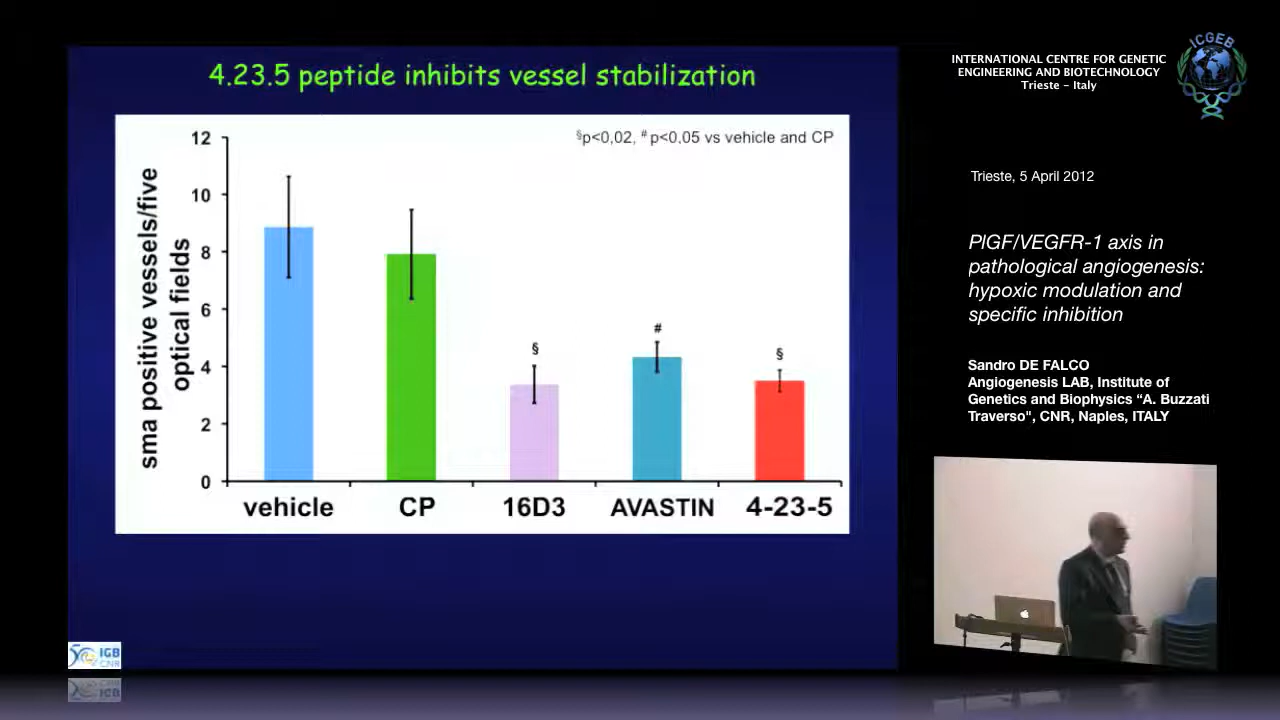 4.23.5 peptide inhibits vessel stabilization
§p<0,02, # p<0.05 vs vehicle and CP
sma positive vessels/five
optical fields
12
10
8
6
4
2
0
§
#
§
vehicle
CP
16D3
AVASTIN
4-23-5
50 IGB
CNR
INTERNATIONAL CENTRE FOR GENETIC
ENGINEERING AND BIOTECHNOLOGY
Trieste - Italy
ICGEB
Trieste, 5 April 2012
PlGF/VEGFR-1 axis in
pathological angiogenesis:
hypoxic modulation and
specific inhibition
Sandro DE FALCO
Angiogenesis LAB, Institute of
Genetics and Biophysics “A. Buzzati
Traverso", CNR, Naples, ITALY